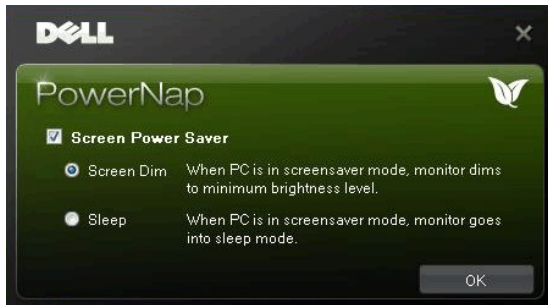 DELL
PowerNap
Screen Power Saver
Screen Dim When PC is in screensaver mode, monitor dims
to minimum brightness level.
Sleep When PC is in screensaver mode, monitor goes
into sleep mode.
OK